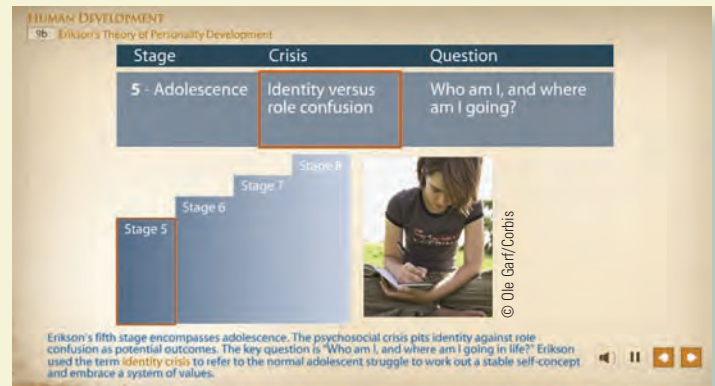 HUMAN DEVELOPMENT
9b Erikson's Theory of Personality Development
Stage Crisis Question
5 - Adolescence Identity versus Who am I, and where
role confusion am I going?
Stage 8
Stage 7
Stage 6
Stage 5
© Ole Garf/Corbis
Erikson's fifth stage encompasses adolescence. The psychosocial crisis pits identity against role
confusion as potential outcomes. The key question is "Who am I, and where am I going in life?" Erikson
used the term identity crisis to refer to the normal adolescent struggle to work out a stable self-concept
and embrace a system of values.